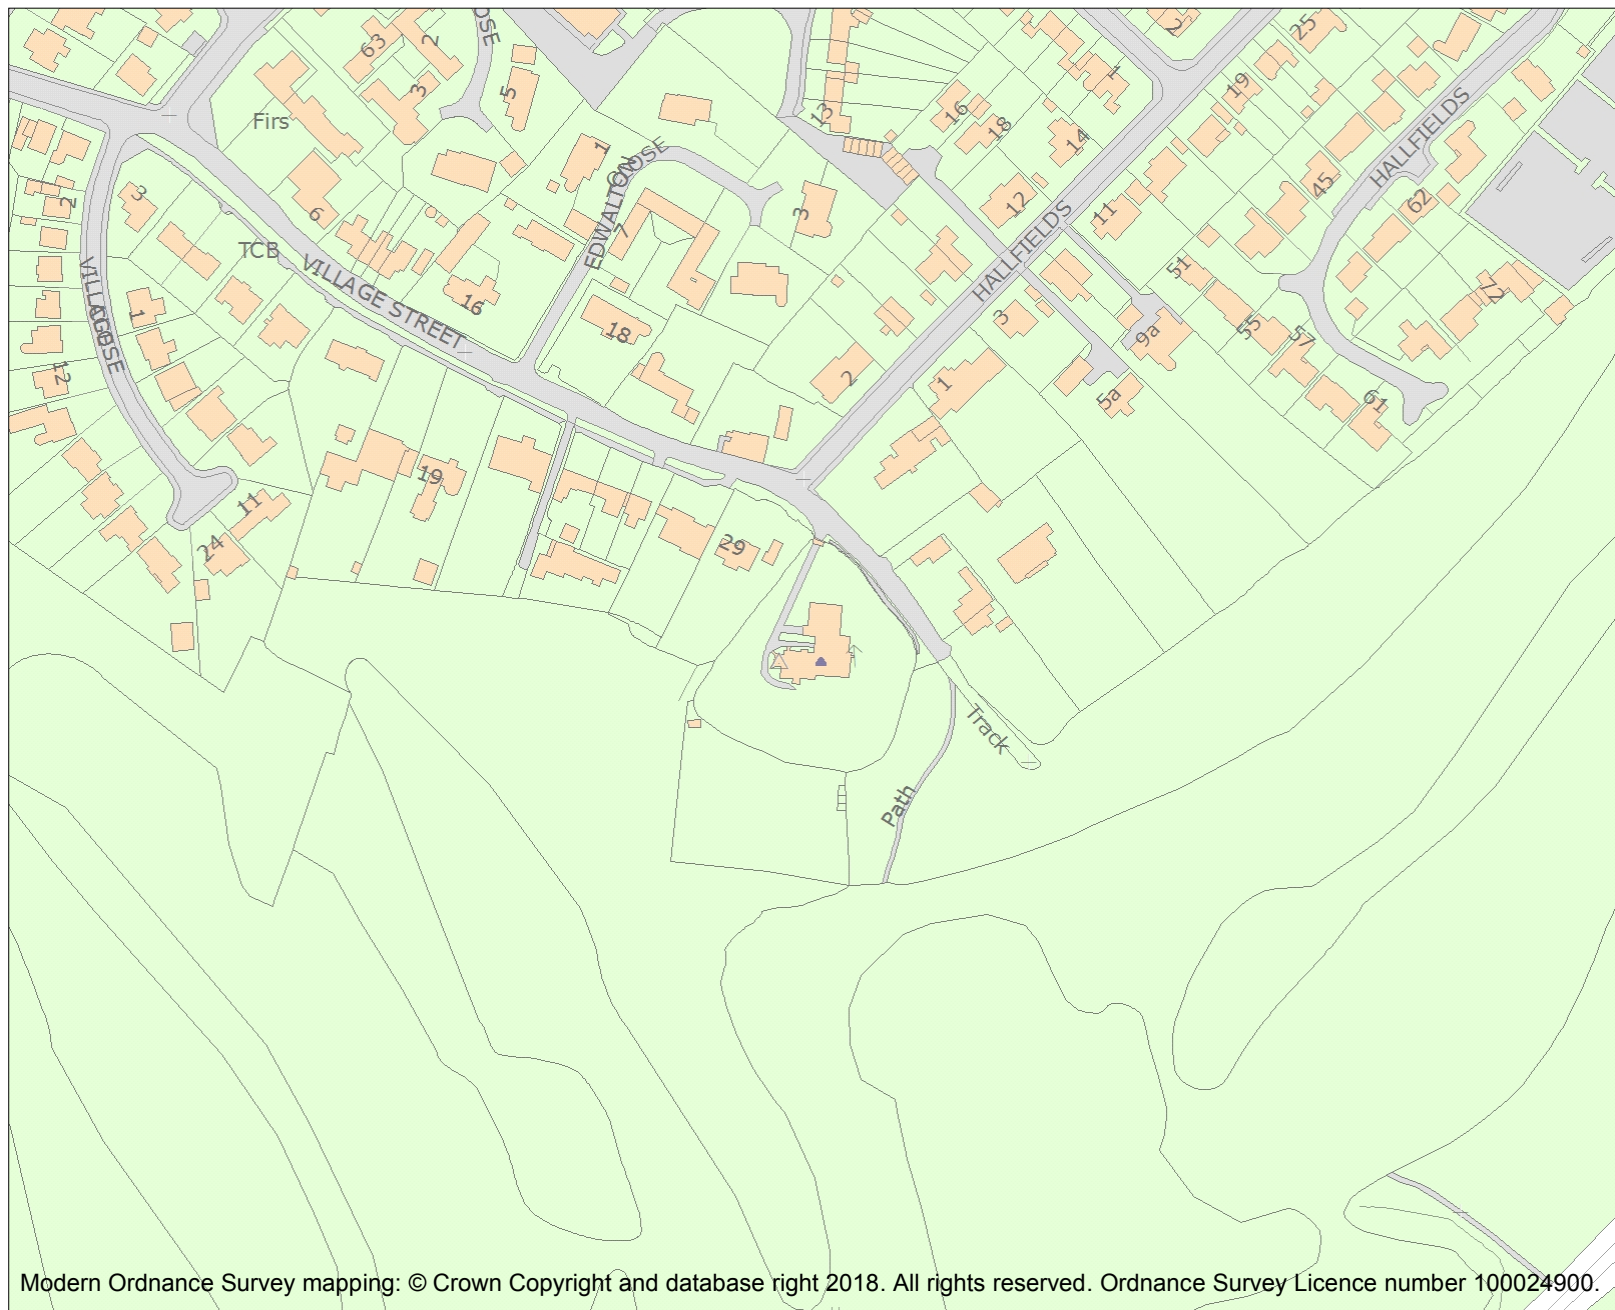 63
2
OSE
2
25
Firs
3
5
1
13
16
18
1
14
19
HALLFIELDS
EDWALTON
CLOSE
3
2
6
TCB
7
3
12
11
45
62
HALLFIELDS
VILLAGE STREET
16
18
51
72
VILLAGE
CLOSE
1
12
2
3
1
9a
5a
55
57
61
19
11
24
29
Track
Path
Modern Ordnance Survey mapping: © Crown Copyright and database right 2018. All rights reserved. Ordnance Survey Licence number 100024900.